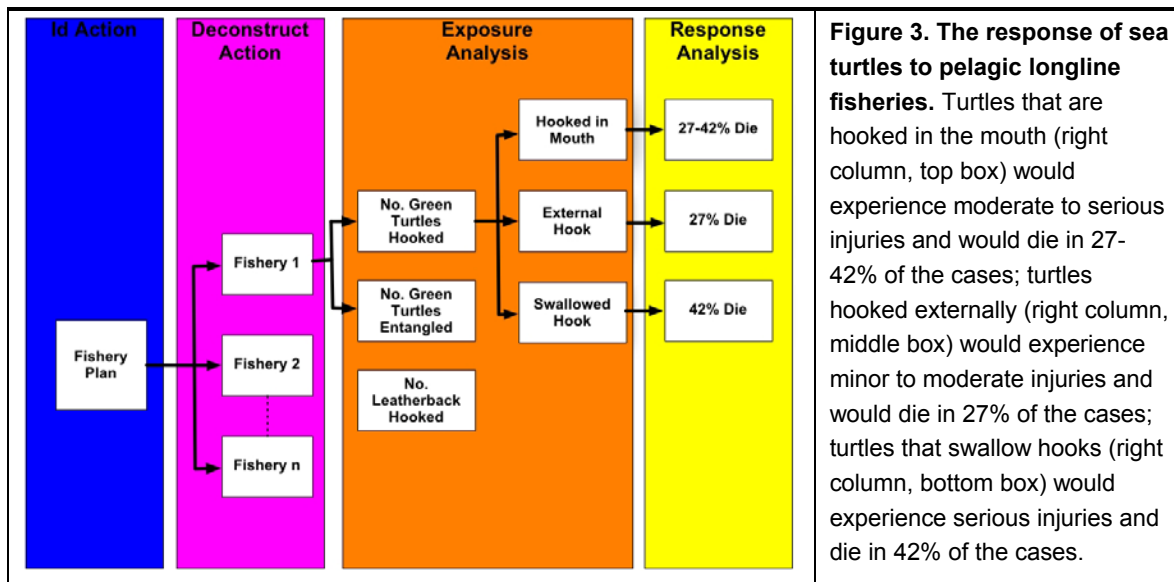 Id Action
Deconstruct
Action
Exposure
Analysis
Response
Analysis
Fishery
Plan
Fishery 1
Fishery 2
Fishery n
No. Green
Turtles
Hooked
No. Green
Turtles
Entangled
No.
Leatherback
Hooked
Hooked in
Mouth
External
Hook
Swallowed
Hook
27-42% Die
27% Die
42% Die
Figure 3. The response of sea
turtles to pelagic longline
fisheries. Turtles that are
hooked in the mouth (right
column, top box) would
experience moderate to serious
injuries and would die in 27-
42% of the cases; turtles
hooked externally (right column,
middle box) would experience
minor to moderate injuries and
would die in 27% of the cases;
turtles that swallow hooks (right
column, bottom box) would
experience serious injuries and
die in 42% of the cases.